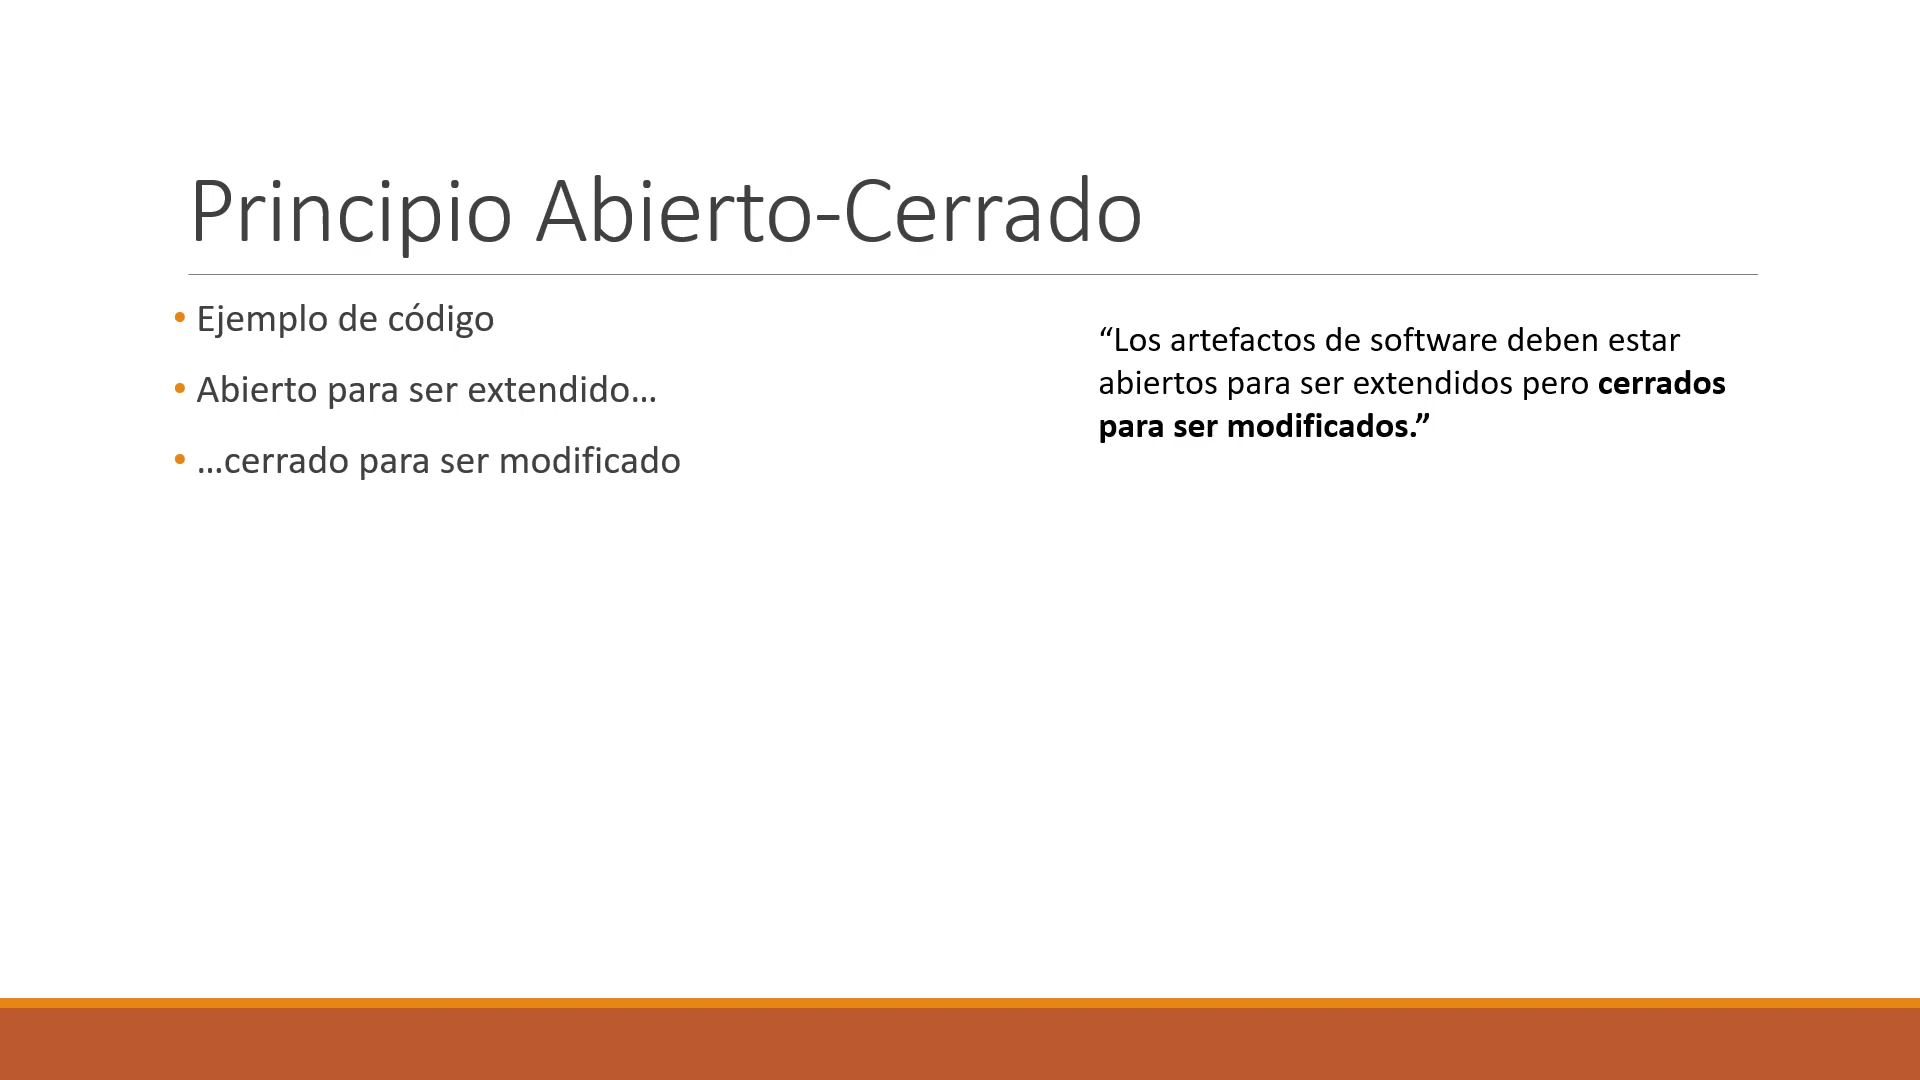 Principio Abierto-Cerrado
• Ejemplo de código
• Abierto para ser extendido…
• …cerrado para ser modificado
“Los artefactos de software deben estar
abiertos para ser extendidos pero cerrados
para ser modificados.”